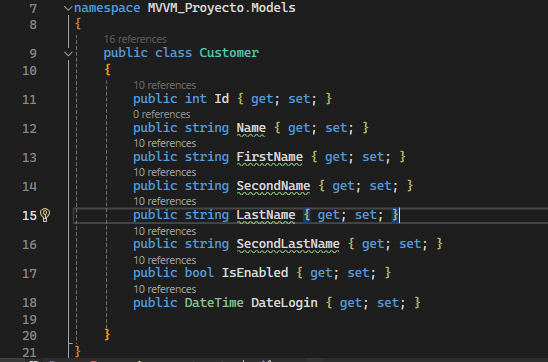 7 namespace MVVM_Proyecto.Models
8 {
16 references
9 public class Customer
10 {
10 references
11 public int Id { get; set; }
0 references
12 public string Name { get; set; }
10 references
13 public string FirstName { get; set; }
10 references
14 public string SecondName { get; set; }
10 references
15 public string LastName { get; set; }
10 references
16 public string SecondLastName { get; set; }
10 references
17 public bool IsEnabled { get; set; }
10 references
18 public DateTime DateLogin { get; set; }
19
20 }
21 }